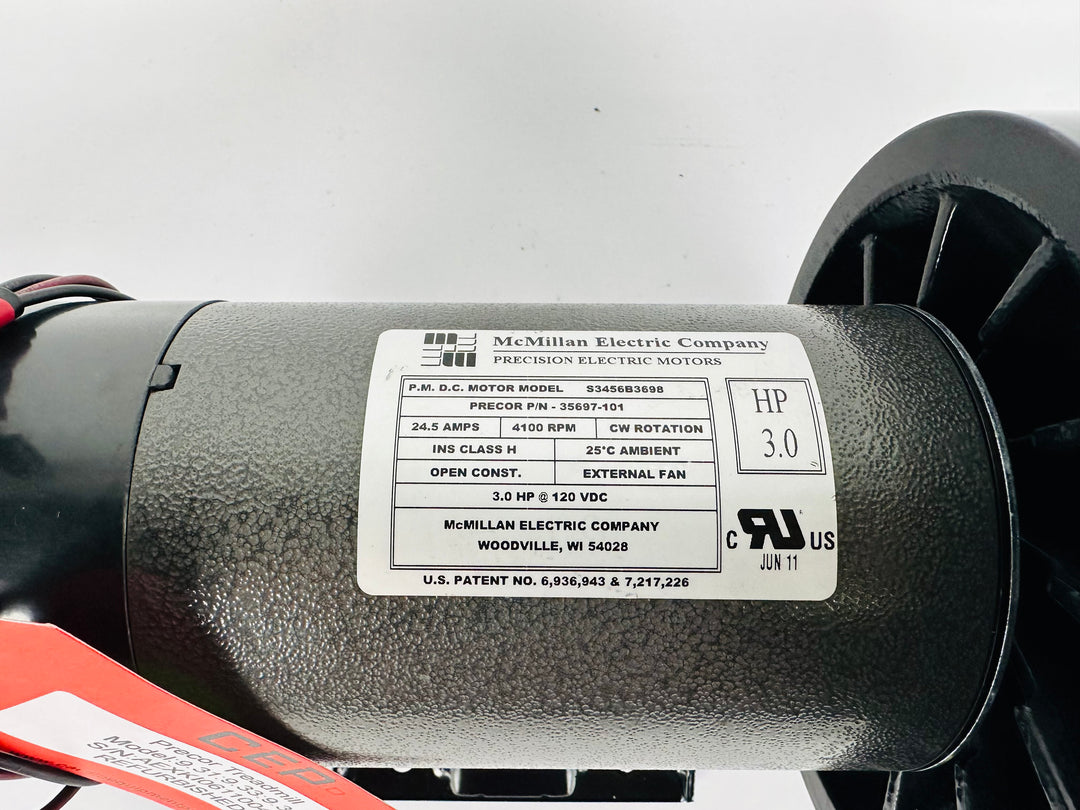 McMillan Electric Company
PRECISION ELECTRIC MOTORS
P.M. D.C. MOTOR MODEL S3456B3698
PRECOR P/N - 35697-101
24.5 AMPS 4100 RPM CW ROTATION
INS CLASS H 25°C AMBIENT
OPEN CONST. EXTERNAL FAN
3.0 HP @ 120 VDC
McMILLAN ELECTRIC COMPANY
WOODVILLE, WI 54028
U.S. PATENT NO. 6,936,943 & 7,217,226
HP
3.0
C RU US
JUN 11
CEP
Precor Treadmill
Model
REFURBISHED